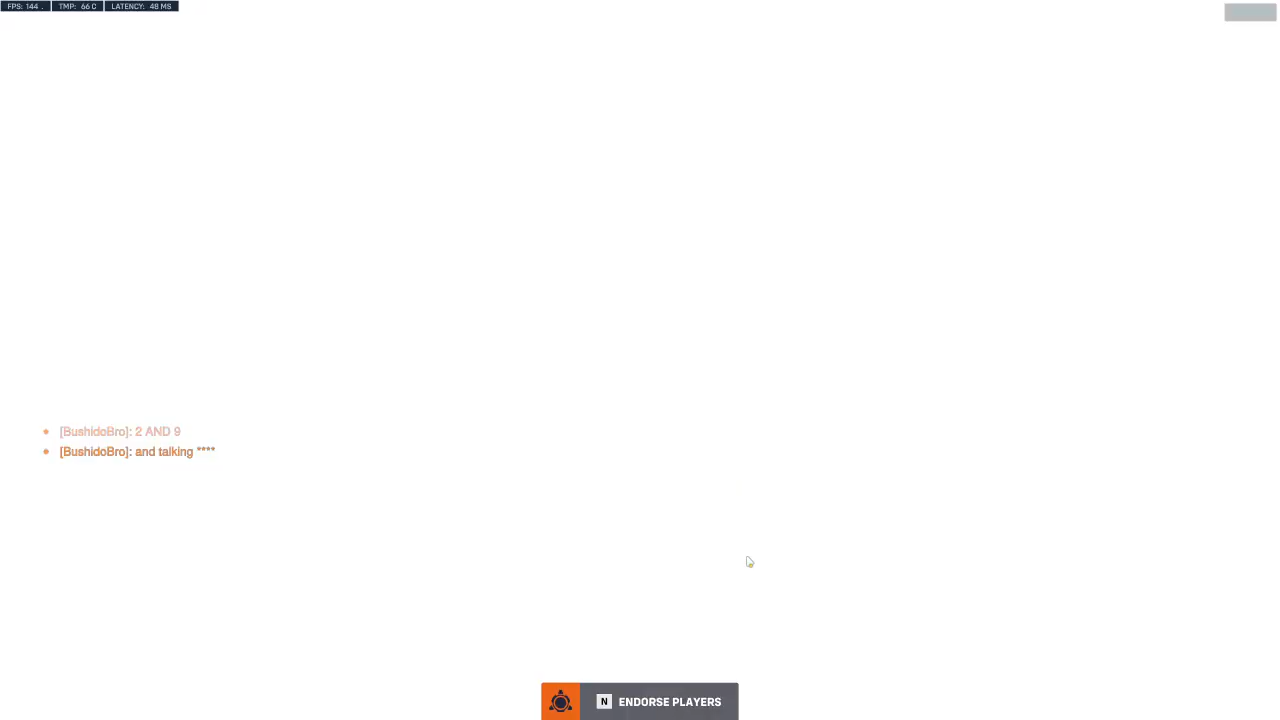 FPS: 144 . TMP: 66 C LATENCY: 48 MS
[BushidoBro]: 2 AND 9
[BushidoBro]: and talking ****
N ENDORSE PLAYERS